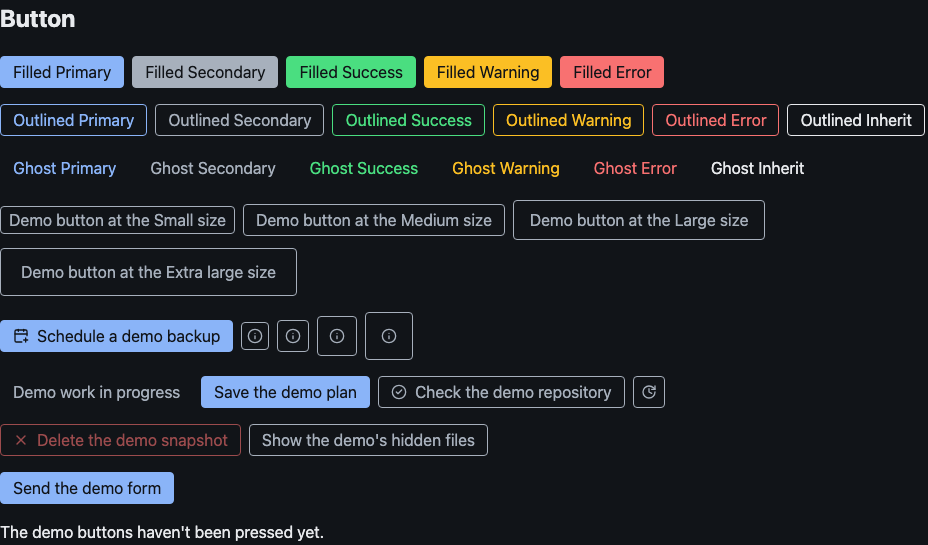 Button
Filled Primary Filled Secondary Filled Success Filled Warning Filled Error
Outlined Primary Outlined Secondary Outlined Success Outlined Warning Outlined Error Outlined Inherit
Ghost Primary Ghost Secondary Ghost Success Ghost Warning Ghost Error Ghost Inherit
Demo button at the Small size Demo button at the Medium size Demo button at the Large size
Demo button at the Extra large size
Schedule a demo backup
Demo work in progress Save the demo plan Check the demo repository
Delete the demo snapshot Show the demo's hidden files
Send the demo form
The demo buttons haven't been pressed yet.